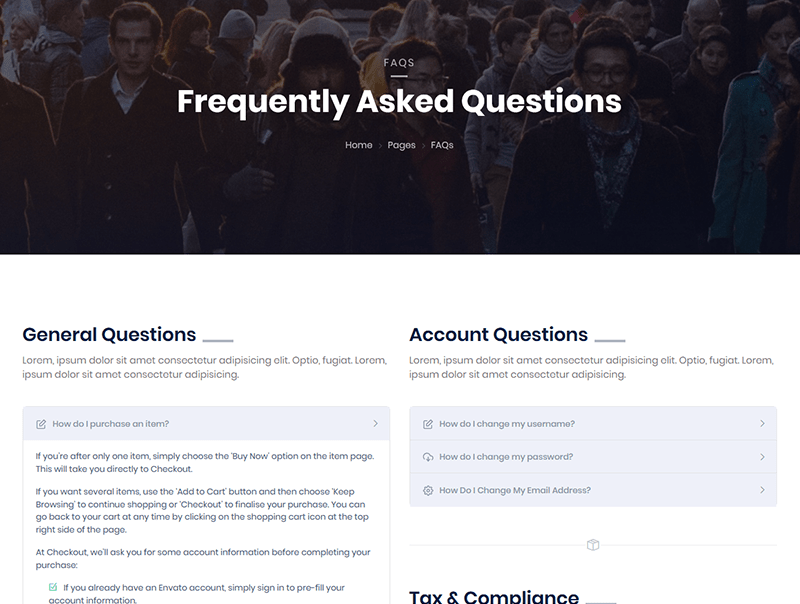 FAQS
Frequently Asked Questions
Home > Pages > FAQs
General Questions
Lorem, ipsum dolor sit amet consectetur adipisicing elit. Optio, fugiat. Lorem,
ipsum dolor sit amet consectetur adipisicing.
How do I purchase an item?
If you're after only one item, simply choose the 'Buy Now' option on the item page.
This will take you directly to Checkout.
If you want several items, use the 'Add to Cart' button and then choose 'Keep
Browsing' to continue shopping or 'Checkout' to finalise your purchase. You can
go back to your cart at any time by clicking on the shopping cart icon at the top
right side of the page.
At Checkout, we'll ask you for some account information before completing your
purchase:
If you already have an Envato account, simply sign in to pre-fill your
account information.
Account Questions
Lorem, ipsum dolor sit amet consectetur adipisicing elit. Optio, fugiat. Lorem,
ipsum dolor sit amet consectetur adipisicing.
How do I change my username?
How do I change my password?
How Do I Change My Email Address?
Tax & Compliance